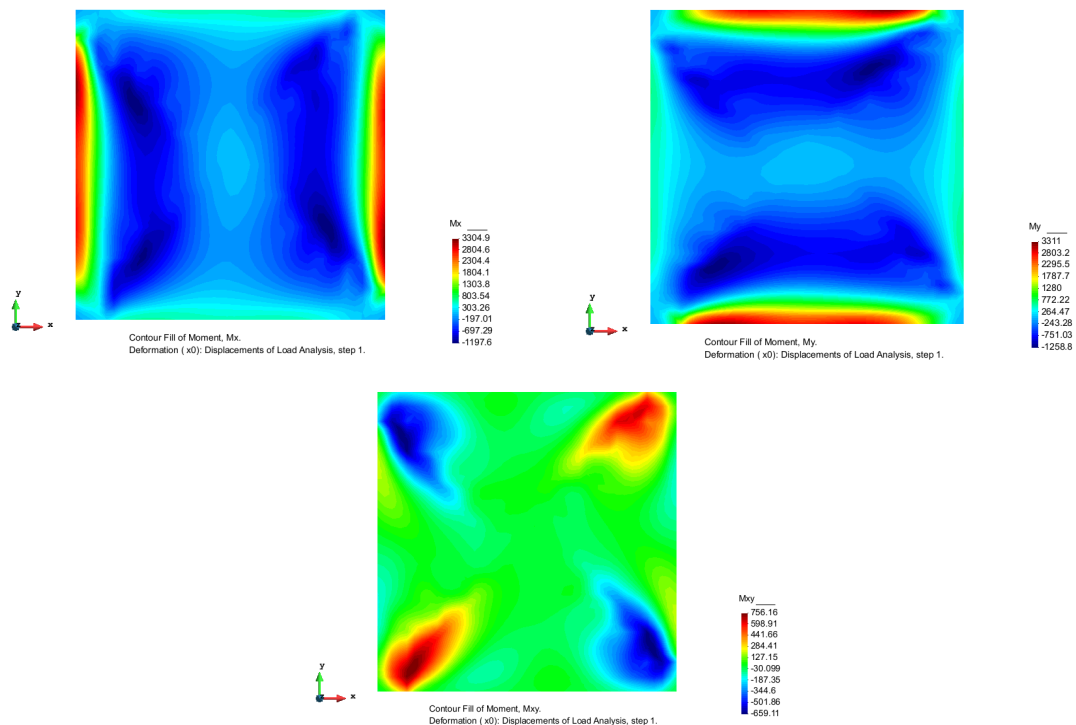 Mx
3304.9
2804.6
2304.4
1804.1
1303.8
803.54
303.26
-197.01
-697.29
-1197.6
y
x
Contour Fill of Moment, Mx.
Deformation ( x0): Displacements of Load Analysis, step 1.
My
3311
2803.2
2295.5
1787.7
1280
772.22
264.47
-243.28
-751.03
-1258.8
y
x
Contour Fill of Moment, My.
Deformation ( x0): Displacements of Load Analysis, step 1.
Mxy
756.16
598.91
441.66
284.41
127.15
-30.099
-187.35
-344.6
-501.86
-659.11
y
x
Contour Fill of Moment, Mxy.
Deformation ( x0): Displacements of Load Analysis, step 1.